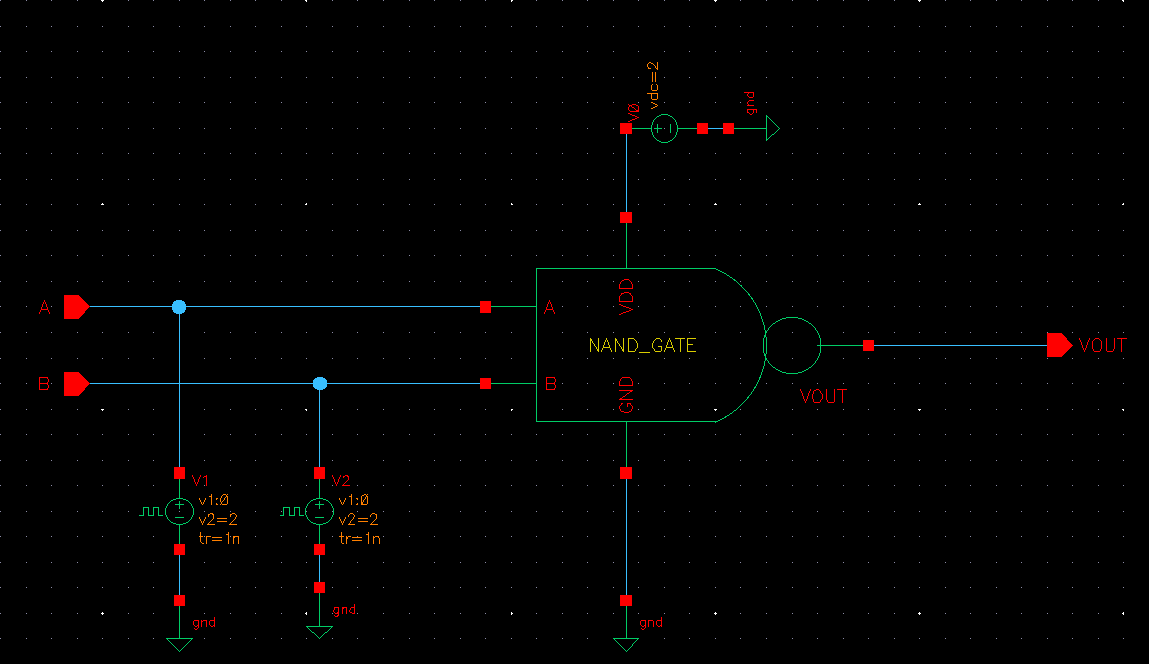 vdc=2
V0
gnd
A
A
VDD
NAND_GATE
VOUT
B
B
GND
VOUT
V1
v1:0
v2=2
tr=1n
V2
v1:0
v2=2
tr=1n
gnd
gnd
gnd